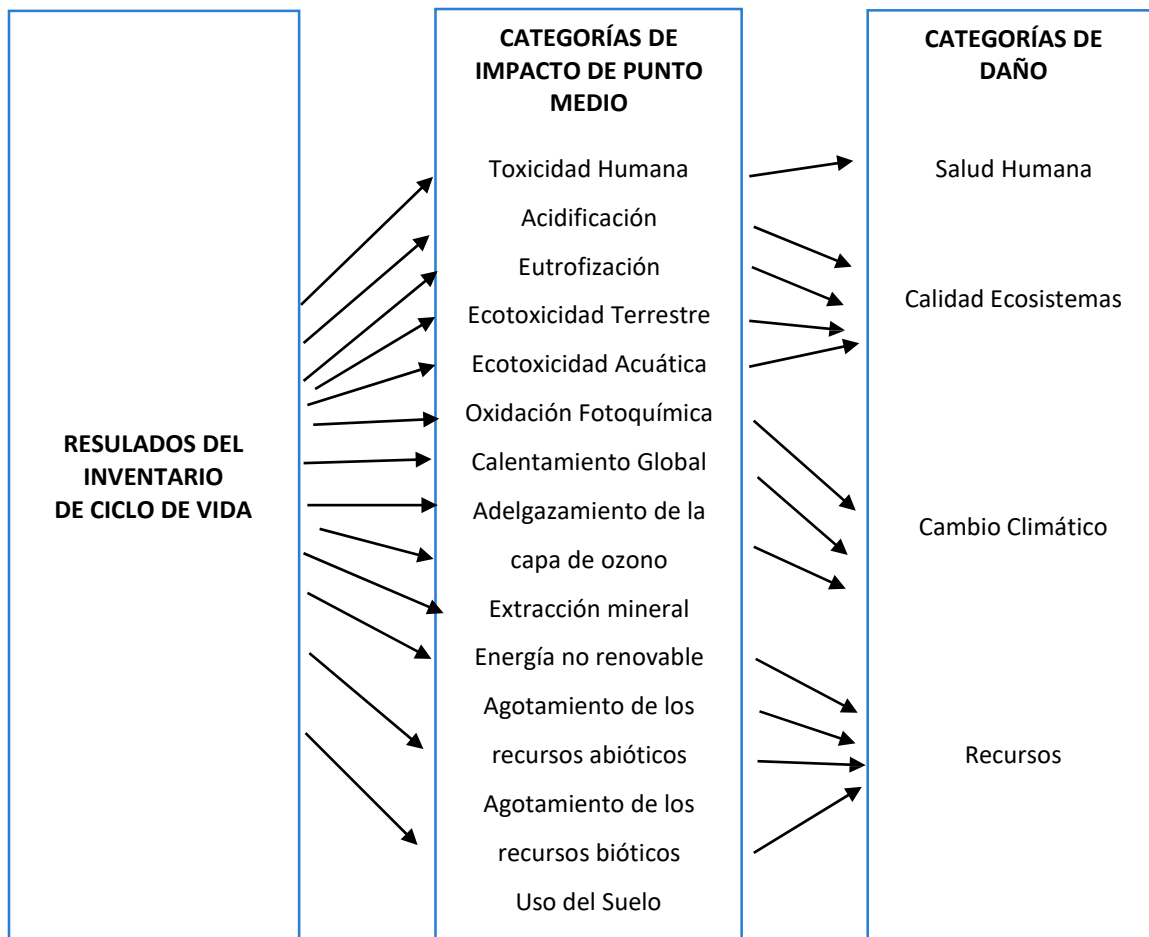 RESULADOS DEL
INVENTARIO
DE CICLO DE VIDA
CATEGORÍAS DE
IMPACTO DE PUNTO
MEDIO
Toxicidad Humana
Acidificación
Eutrofización
Ecotoxicidad Terrestre
Ecotoxicidad Acuática
Oxidación Fotoquímica
Calentamiento Global
Adelgazamiento de la
capa de ozono
Extracción mineral
Energía no renovable
Agotamiento de los
recursos abióticos
Agotamiento de los
recursos bióticos
Uso del Suelo
CATEGORÍAS DE
DAÑO
Salud Humana
Calidad Ecosistemas
Cambio Climático
Recursos